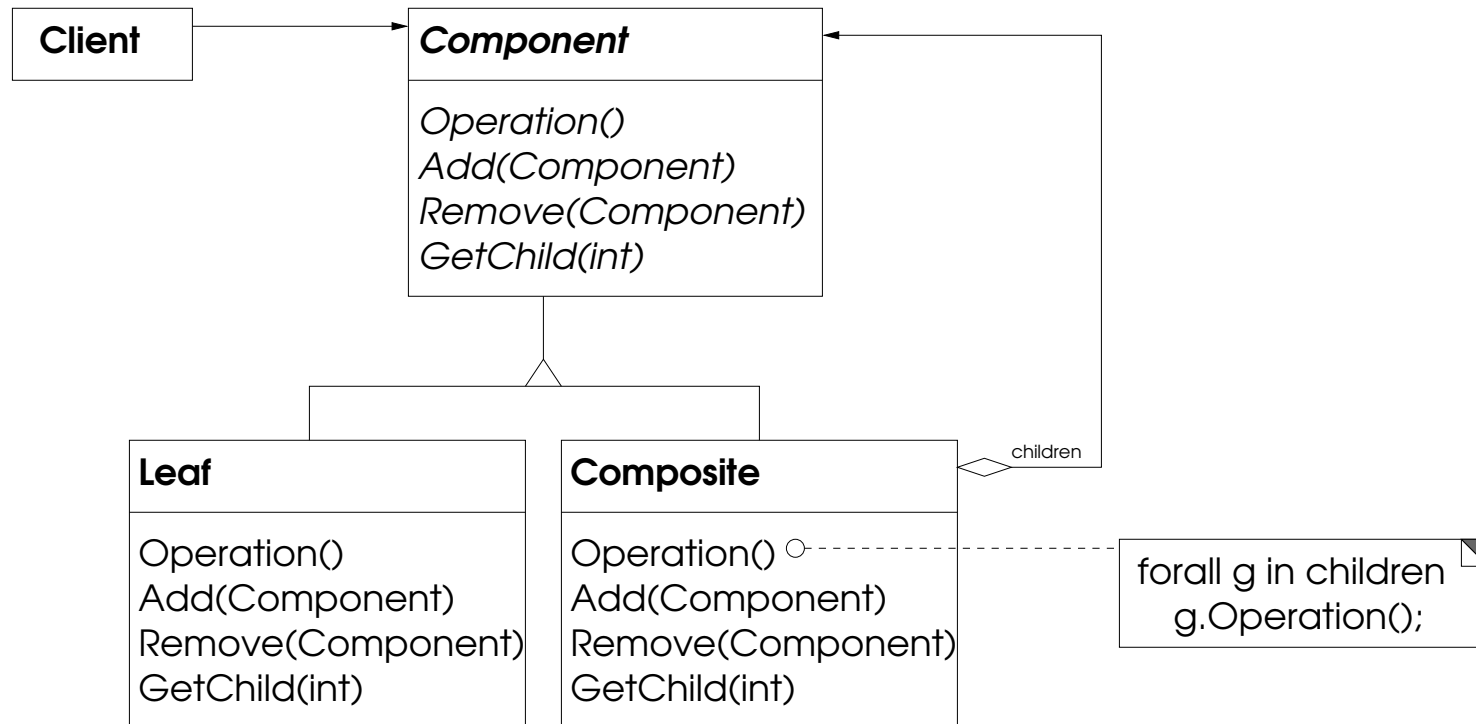 Client
Component
Operation()
Add(Component)
Remove(Component)
GetChild(int)
Leaf
Operation()
Add(Component)
Remove(Component)
GetChild(int)
Composite
Operation()
Add(Component)
Remove(Component)
GetChild(int)
children
forall g in children
g.Operation();